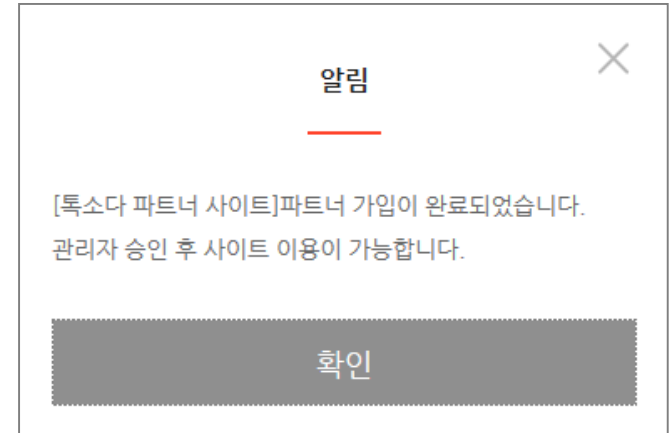 알림
[톡소다 파트너 사이트]파트너 가입이 완료되었습니다.
관리자 승인 후 사이트 이용이 가능합니다.
확인